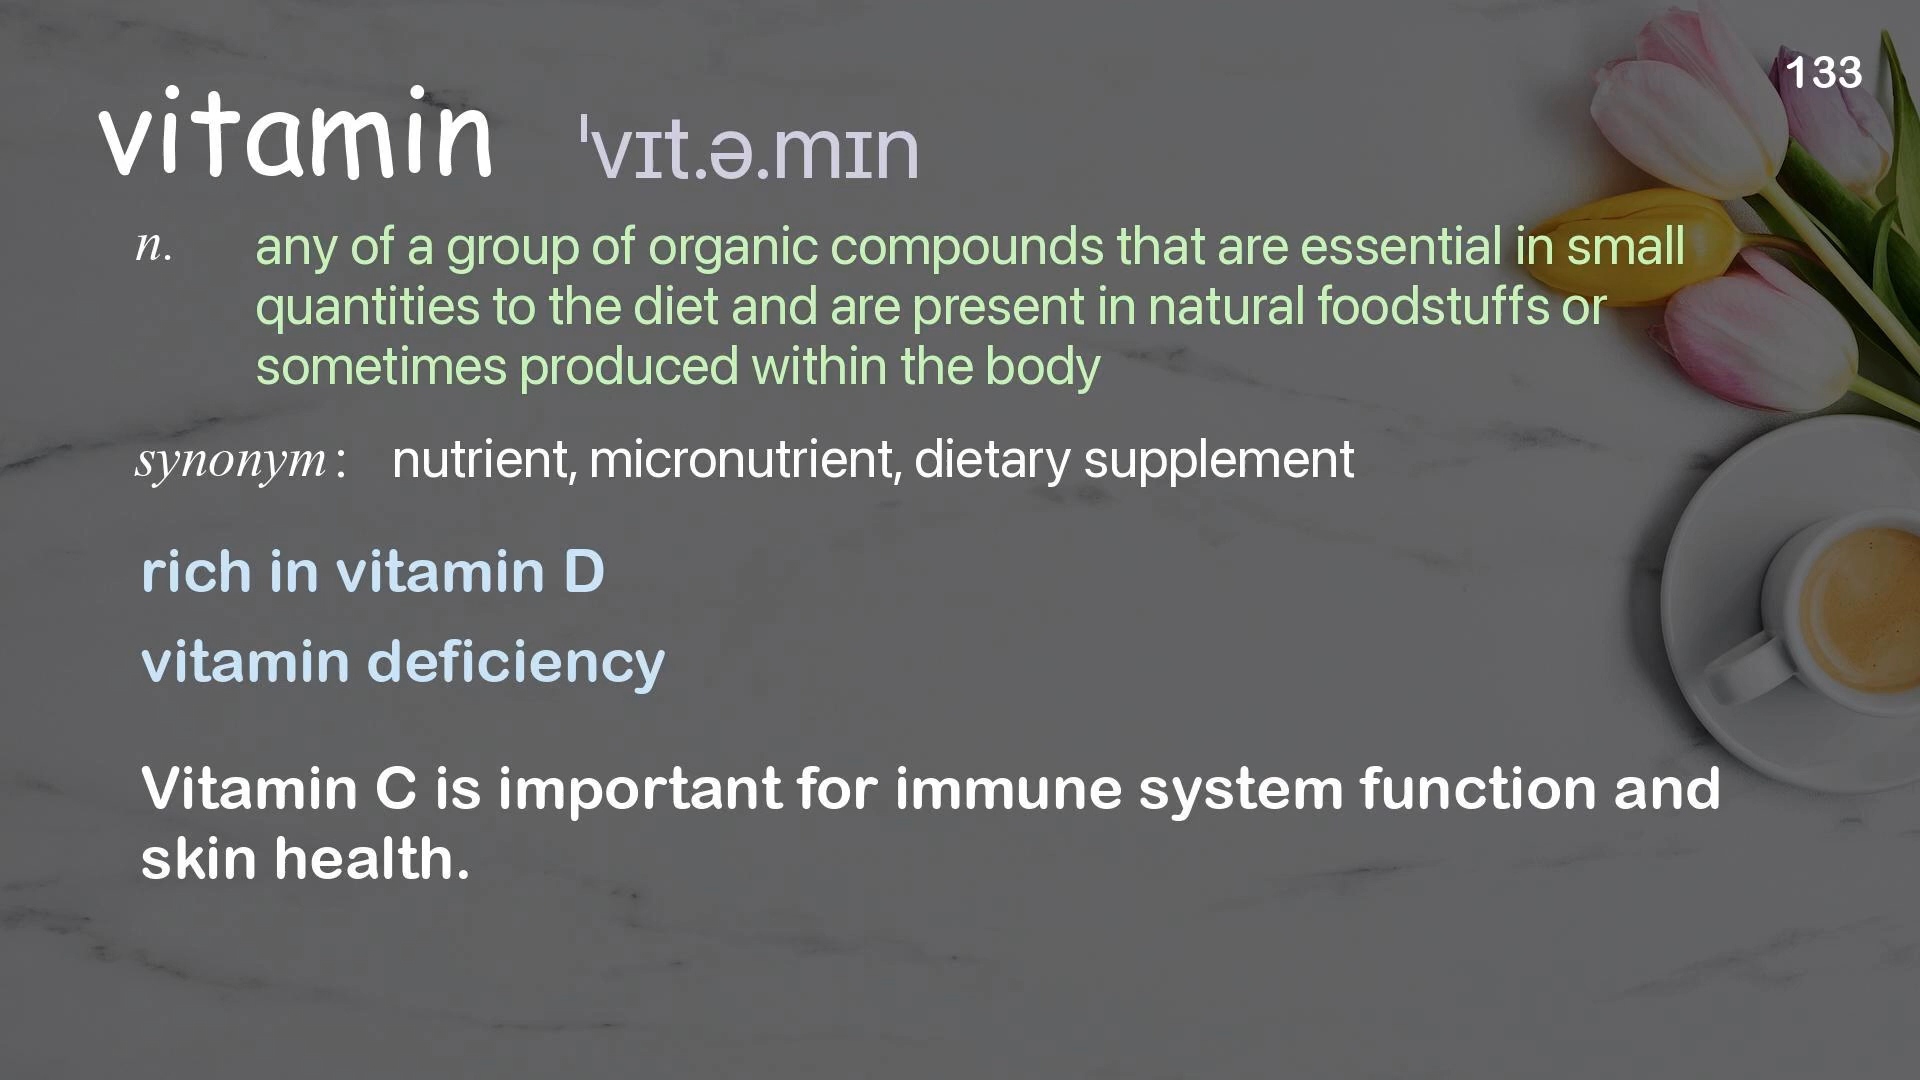 133
vitamin ˈvɪt.ə.mɪn
n. any of a group of organic compounds that are essential in small
quantities to the diet and are present in natural foodstuffs or
sometimes produced within the body
synonym: nutrient, micronutrient, dietary supplement
rich in vitamin D
vitamin deficiency
Vitamin C is important for immune system function and
skin health.